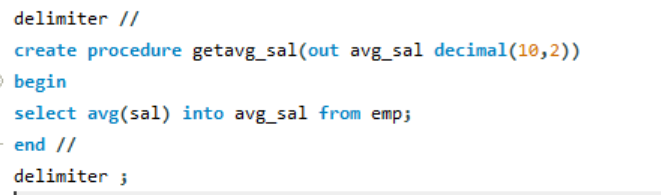 delimiter //
create procedure getavg_sal(out avg_sal decimal(10,2))
begin
select avg(sal) into avg_sal from emp;
end //
delimiter ;